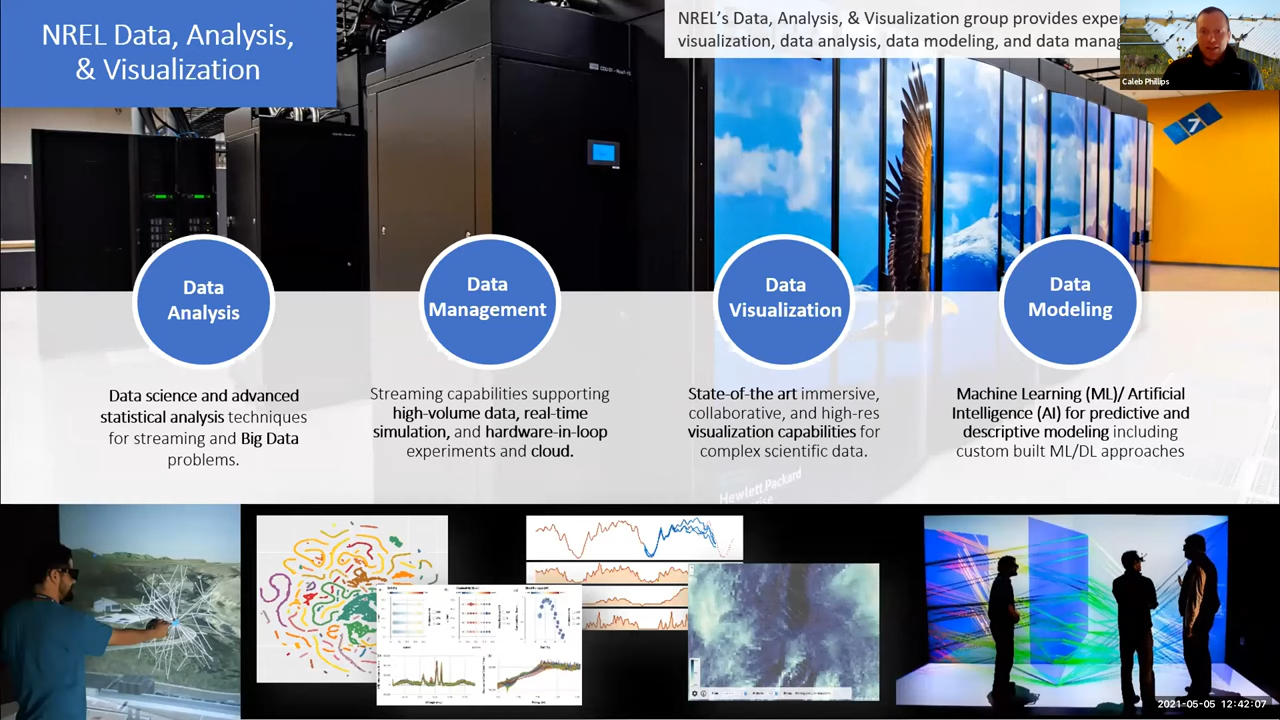 NREL Data, Analysis,
& Visualization
NREL's Data, Analysis, & Visualization group provides
visualization, data analysis, data modeling, and data
Caleb Phillips
7
Data
Analysis
Data
Management
Data
Visualization
Data
Modeling
Data science and advanced
statistical analysis techniques
for streaming and Big Data
problems.
Streaming capabilities supporting
high-volume data, real-time
simulation, and hardware-in-loop
experiments and cloud.
State-of-the art immersive,
collaborative, and high-res
visualization capabilities for
complex scientific data.
Machine Learning (ML)/ Artificial
Intelligence (AI) for predictive and
descriptive modeling including
custom built ML/DL approaches
Hewlett Packard
2021-05-05 12:42:07